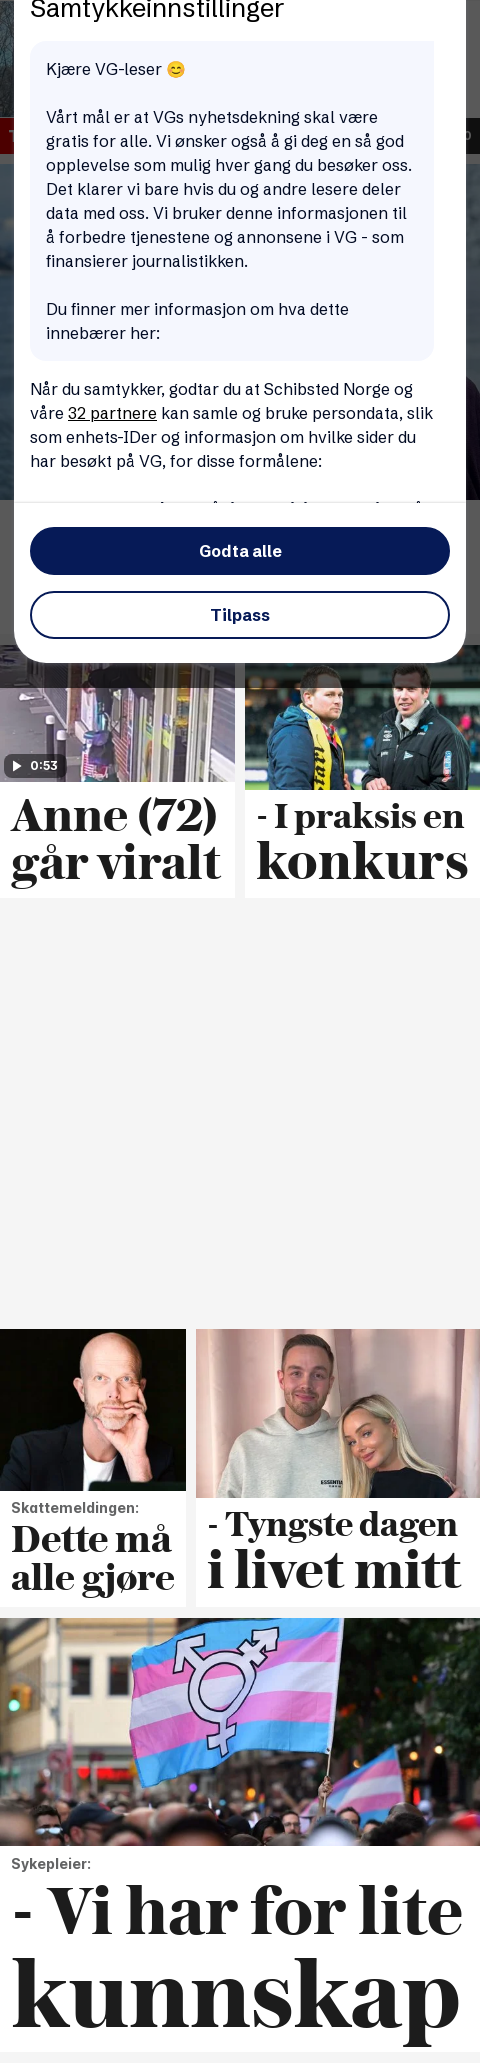 Samtykkeinnstillinger
Kjære VG-leser 😊
Vårt mål er at VGs nyhetsdekning skal være
gratis for alle. Vi ønsker også å gi deg en så god
opplevelse som mulig hver gang du besøker oss.
Det klarer vi bare hvis du og andre lesere deler
data med oss. Vi bruker denne informasjonen til
å forbedre tjenestene og annonsene i VG - som
finansierer journalistikken.
Du finner mer informasjon om hva dette
innebærer her:
Når du samtykker, godtar du at Schibsted Norge og
våre 32 partnere kan samle og bruke persondata, slik
som enhets-IDer og informasjon om hvilke sider du
har besøkt på VG, for disse formålene:
Godta alle
Tilpass
0:53
Anne (72)
går viralt
- I praksis en
konkurs
Skattemeldingen:
Dette må
alle gjøre
ESSENTIALS
- Tyngste dagen
i livet mitt
Sykepleier:
- Vi har for lite
kunnskap